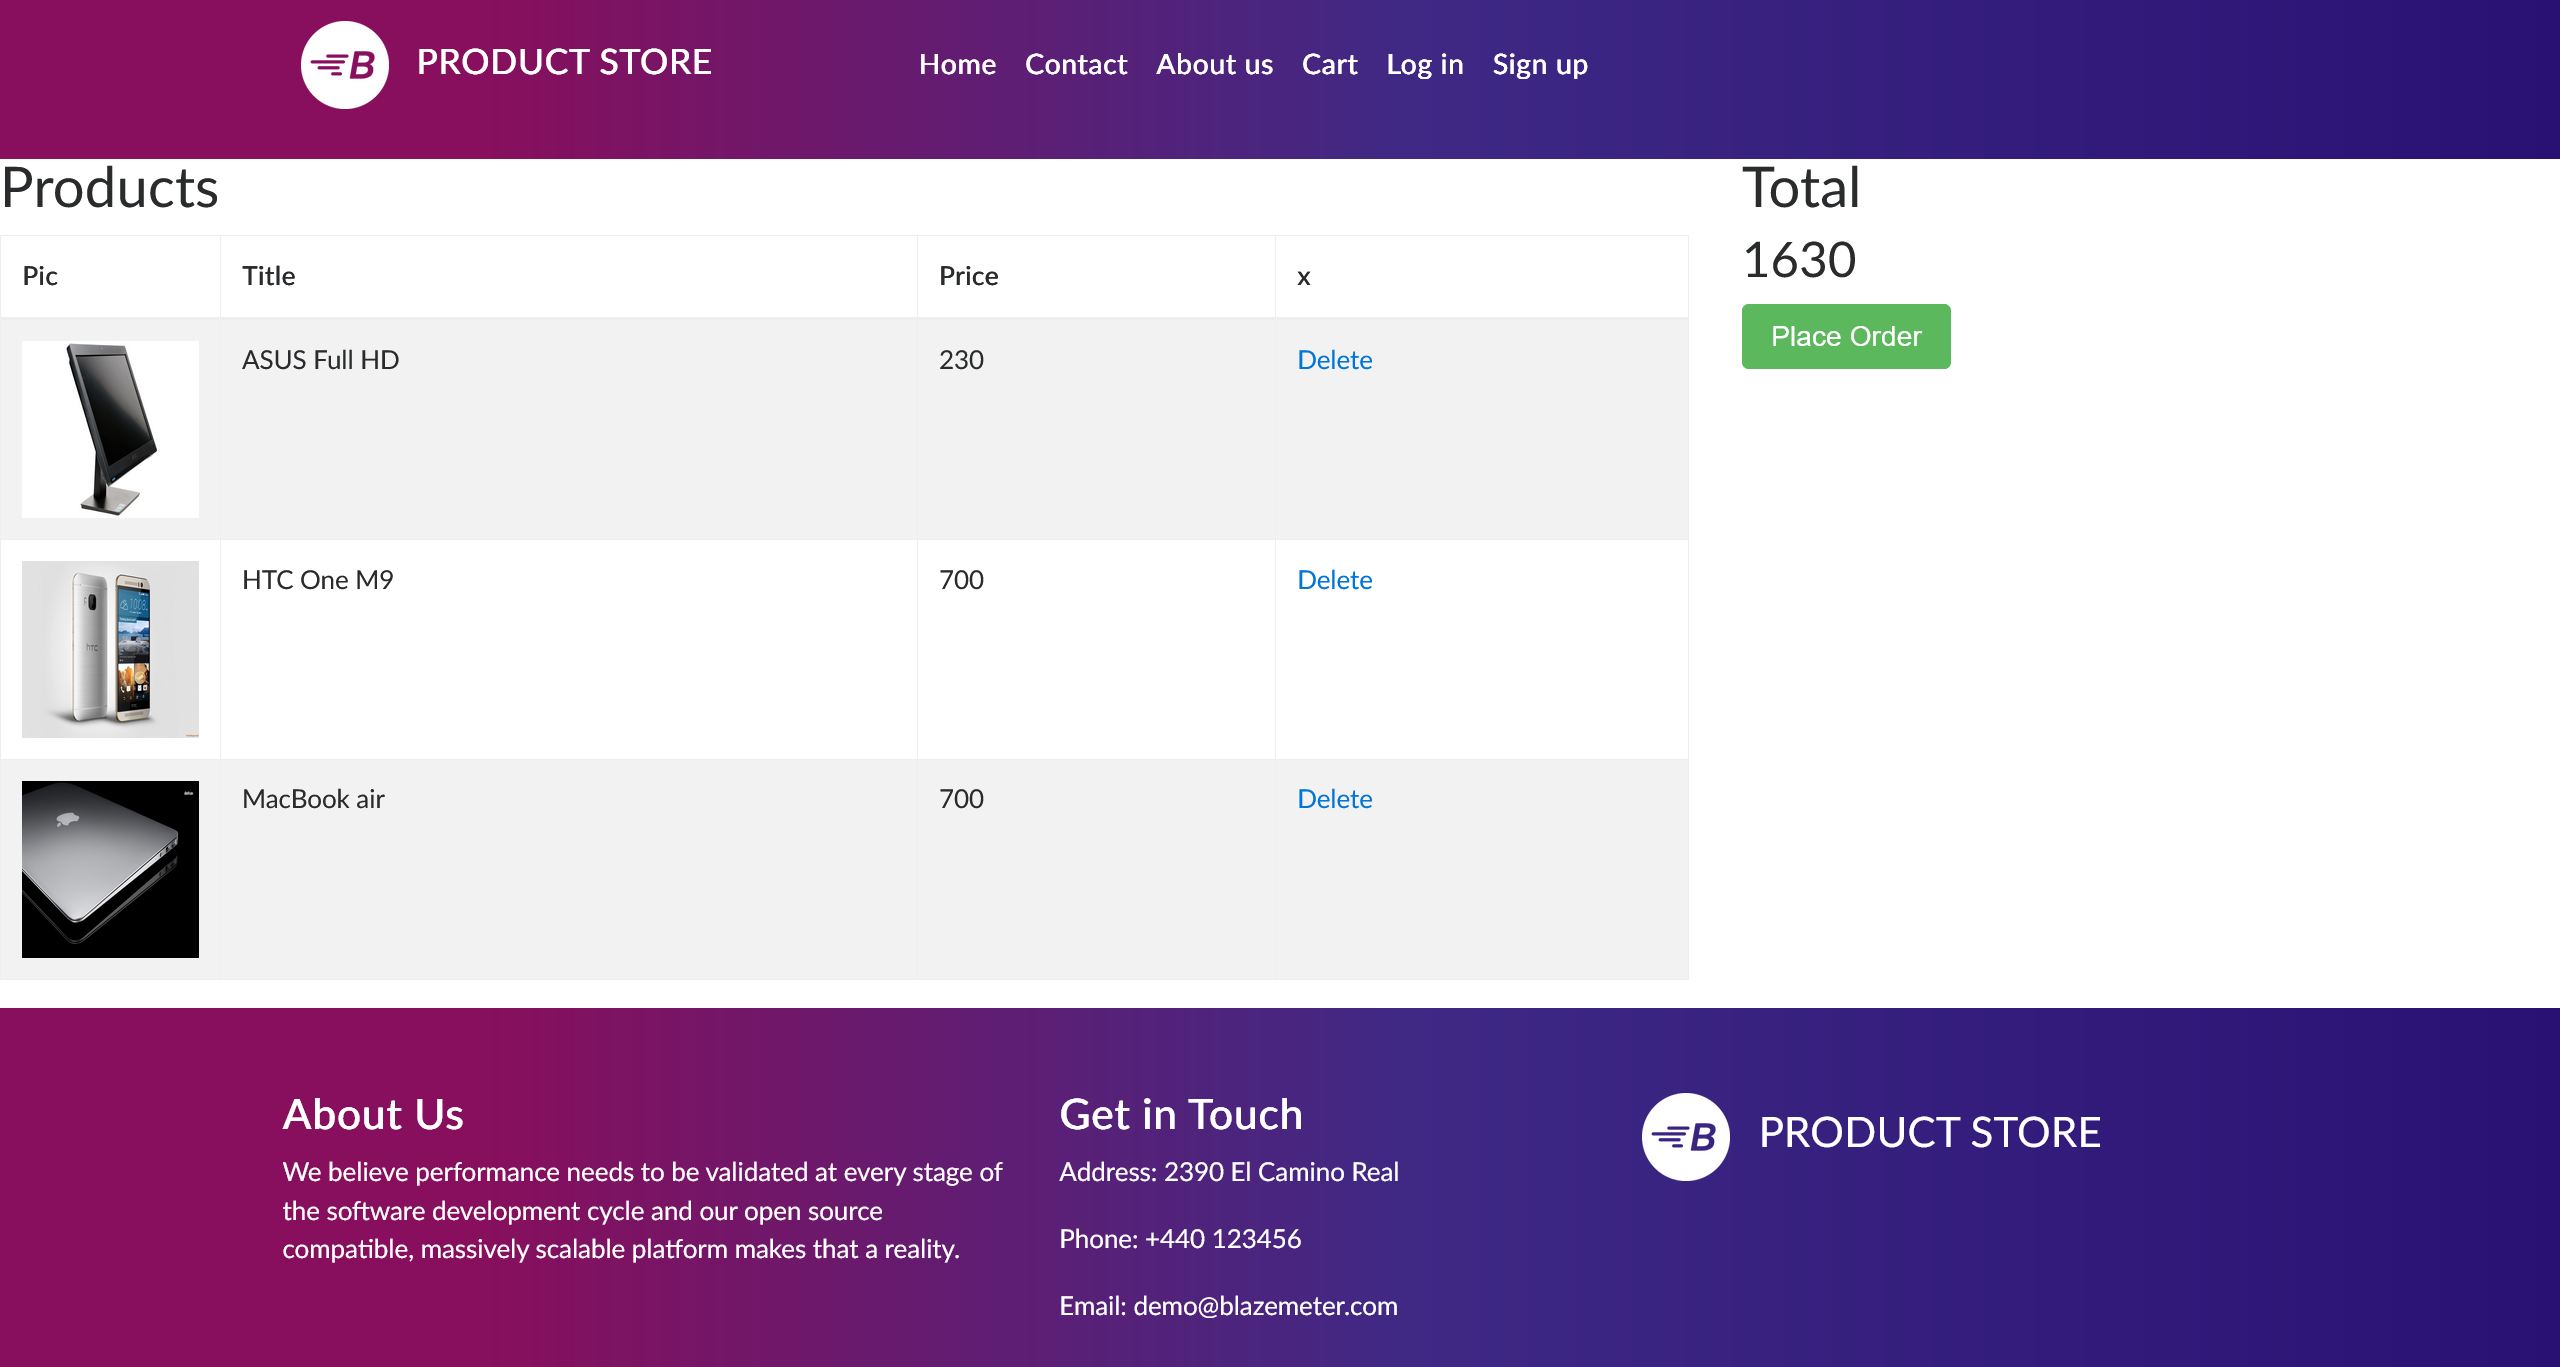 B PRODUCT STORE Home Contact About us Cart Log in Sign up
Products
Total
Pic Title Price x
1630
Place Order
ASUS Full HD 230 Delete
HTC One M9 700 Delete
htc
MacBook air 700 Delete
About Us
We believe performance needs to be validated at every stage of
the software development cycle and our open source
compatible, massively scalable platform makes that a reality.
Get in Touch
Address: 2390 El Camino Real
Phone: +440 123456
Email: demo@blazemeter.com
B PRODUCT STORE